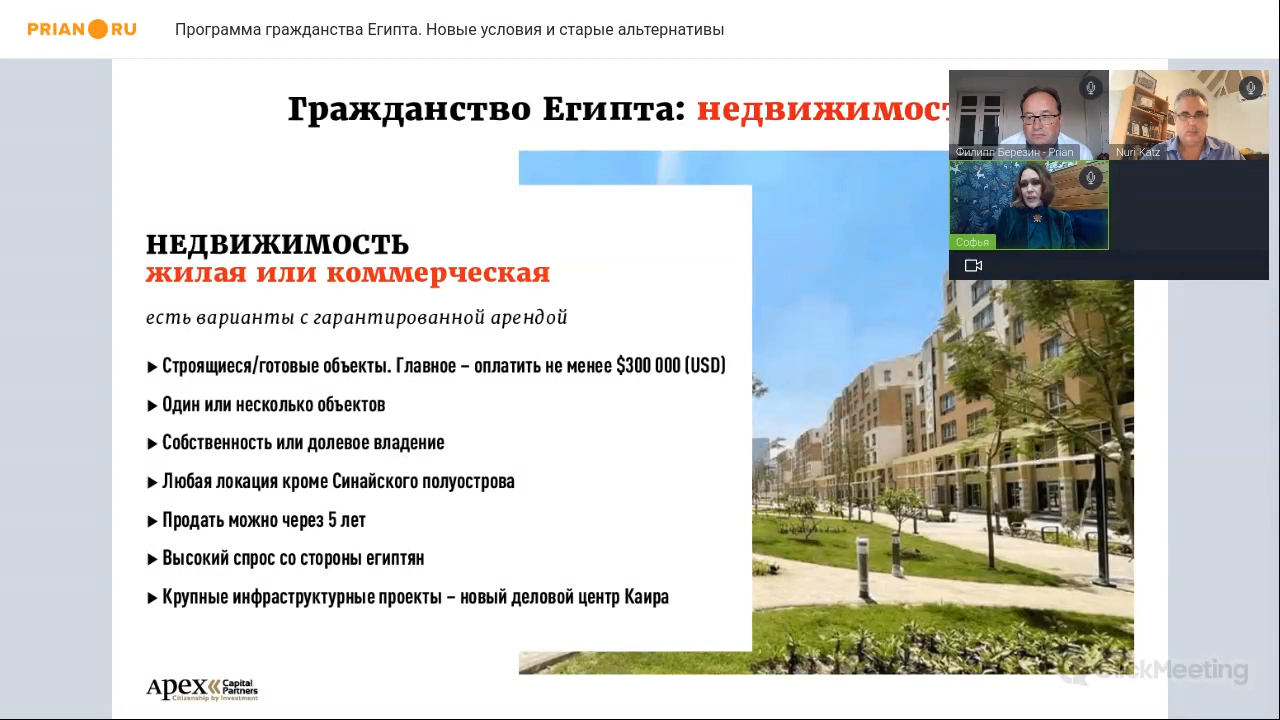 PRIAN RU
Программа гражданства Египта. Новые условия и старые альтернативы
Гражданство Египта: недвижимост
Филипп Березин - Prian
Nuri Katz
Софья
НЕДВИЖИМОСТЬ
жилая или коммерческая
есть варианты с гарантированной арендой
Строящиеся/готовые объекты. Главное – оплатить не менее $300 000 (USD)
Один или несколько объектов
Собственность или долевое владение
Любая локация кроме Синайского полуострова
Продать можно через 5 лет
Высокий спрос со стороны египтян
Крупные инфраструктурные проекты – новый деловой центр Каира
Apex Capital Partners
Citizenship by Investment
ClickMeeting